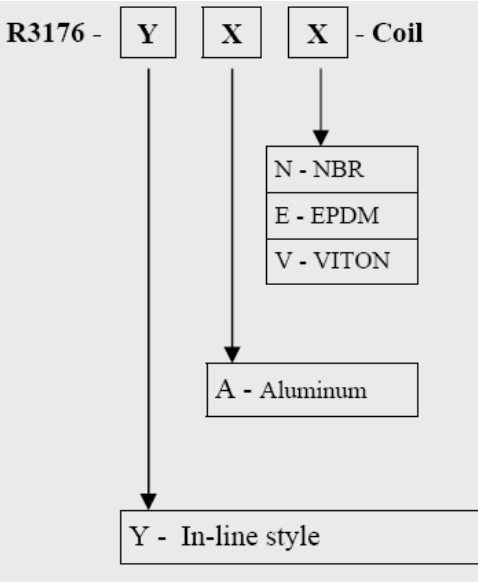 R3176 - Y X X - Coil
N - NBR
E - EPDM
V - VITON
A - Aluminum
Y - In-line style